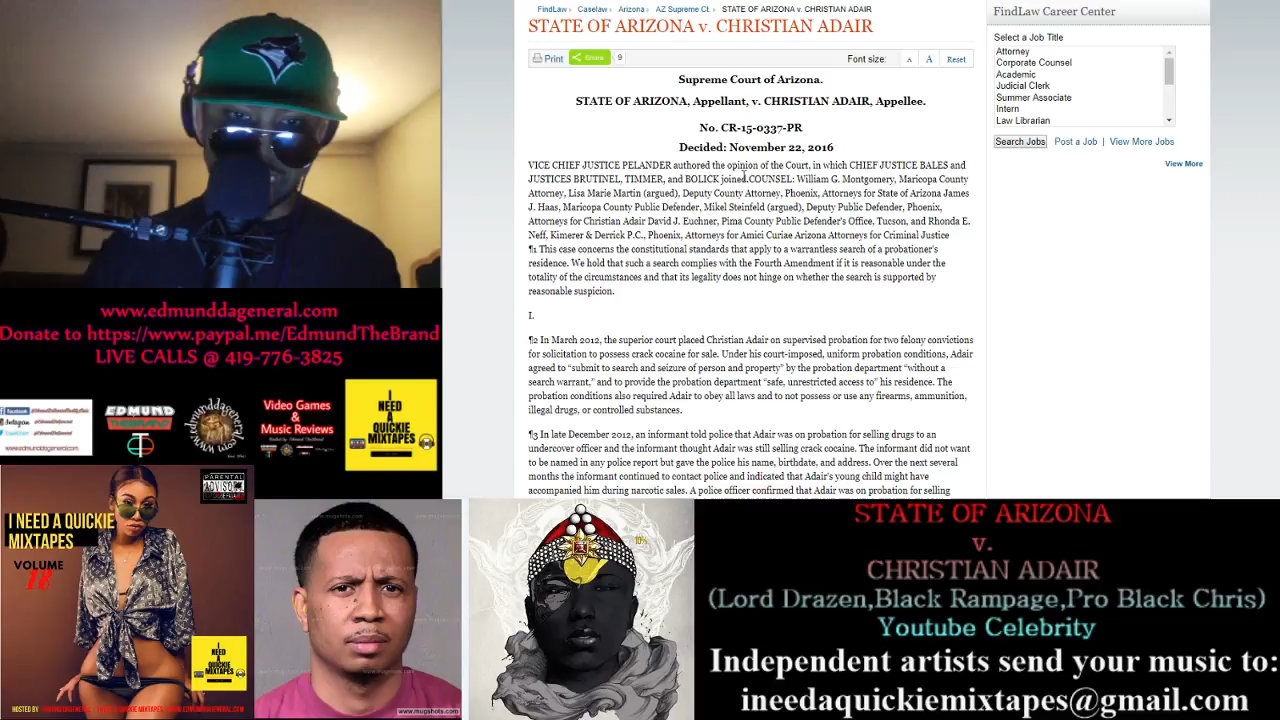 FindLaw › Caselaw › Arizona › AZ Supreme Ct. › STATE OF ARIZONA v. CHRISTIAN ADAIR
STATE OF ARIZONA v. CHRISTIAN ADAIR
Print Share 9 Font size: A A Reset
Supreme Court of Arizona.
STATE OF ARIZONA, Appellant, v. CHRISTIAN ADAIR, Appellee.
No. CR-15-0337-PR
Decided: November 22, 2016
VICE CHIEF JUSTICE PELANDER authored the opinion of the Court, in which CHIEF JUSTICE BALES and
JUSTICES BRUTINEL, TIMMER, and BOLICK joined.COUNSEL: William G. Montgomery, Maricopa County
Attorney, Lisa Marie Martin (argued), Deputy County Attorney, Phoenix, Attorneys for State of Arizona James
J. Haas, Maricopa County Public Defender, Mikel Steinfeld (argued), Deputy Public Defender, Phoenix,
Attorneys for Christian Adair David J. Euchner, Pima County Public Defender's Office, Tucson, and Rhonda E.
Neff, Kimerer & Derrick P.C., Phoenix, Attorneys for Amici Curiae Arizona Attorneys for Criminal Justice
¶1 This case concerns the constitutional standards that apply to a warrantless search of a probationer's
residence. We hold that such a search complies with the Fourth Amendment if it is reasonable under the
totality of the circumstances and that its legality does not hinge on whether the search is supported by
reasonable suspicion.
I.
¶2 In March 2012, the superior court placed Christian Adair on supervised probation for two felony convictions
for solicitation to possess crack cocaine for sale. Under his court-imposed, uniform probation conditions, Adair
agreed to “submit to search and seizure of person and property” by the probation department “without a
search warrant,” and to provide the probation department “safe, unrestricted access to” his residence. The
probation conditions also required Adair to obey all laws and to not possess or use any firearms, ammunition,
illegal drugs, or controlled substances.
¶3 In late December 2012, an informant told police that Adair was on probation for selling drugs to an
undercover officer and the informant thought Adair was still selling crack cocaine. The informant did not want
to be named in any police report but gave the police his name, birthdate, and address. Over the next several
months the informant continued to contact police and indicated that Adair's young child might have
accompanied him during narcotic sales. A police officer confirmed that Adair was on probation for selling
FindLaw Career Center
Select a Job Title
Attorney
Corporate Counsel
Academic
Judicial Clerk
Summer Associate
Intern
Law Librarian
Search Jobs Post a Job | View More Jobs
View More
www.edmunddageneral.com
Donate to https://www.paypal.me/EdmundTheBrand
LIVE CALLS @ 419-776-3825
facebook
Instagram
www.edmunddageneral.com
EDMUND
THEBRAND
Video Games
&
Music Reviews
I
NEED
A
QUICKIE
MIXTAPES
PARENTAL
ADVISORY
I NEED A QUICKIE
MIXTAPES
VOLUME
18
I
NEED
A
QUICKIE
MIXTAPES
www.mugshots.com
10%
STATE OF ARIZONA
v.
CHRISTIAN ADAIR
(Lord Drazen,Black Rampage,Pro Black Chris)
Youtube Celebrity
Independent artists send your music to:
ineedaquickiemixtapes@gmail.com